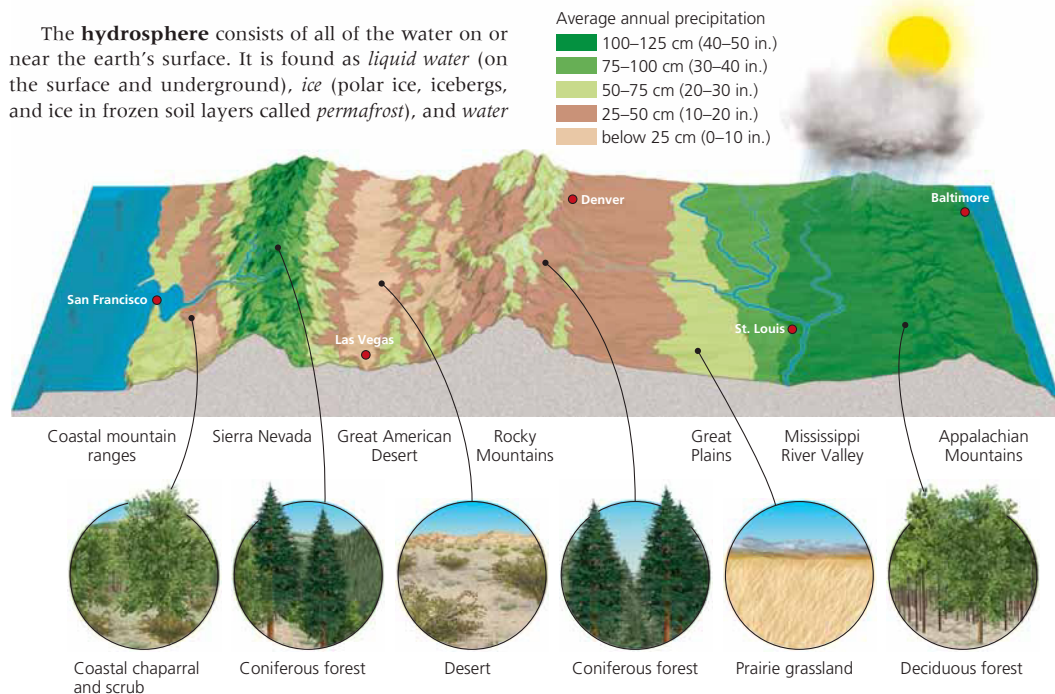 The hydrosphere consists of all of the water on or
near the earth's surface. It is found as liquid water (on
the surface and underground), ice (polar ice, icebergs,
and ice in frozen soil layers called permafrost), and water
Average annual precipitation
100–125 cm (40–50 in.)
75–100 cm (30–40 in.)
50–75 cm (20–30 in.)
25–50 cm (10–20 in.)
below 25 cm (0–10 in.)
Denver
Baltimore
San Francisco
St. Louis
Las Vegas
Coastal mountain
ranges
Sierra Nevada
Great American
Desert
Rocky
Mountains
Great
Plains
Mississippi
River Valley
Appalachian
Mountains
Coastal chaparral
and scrub
Coniferous forest
Desert
Coniferous forest
Prairie grassland
Deciduous forest